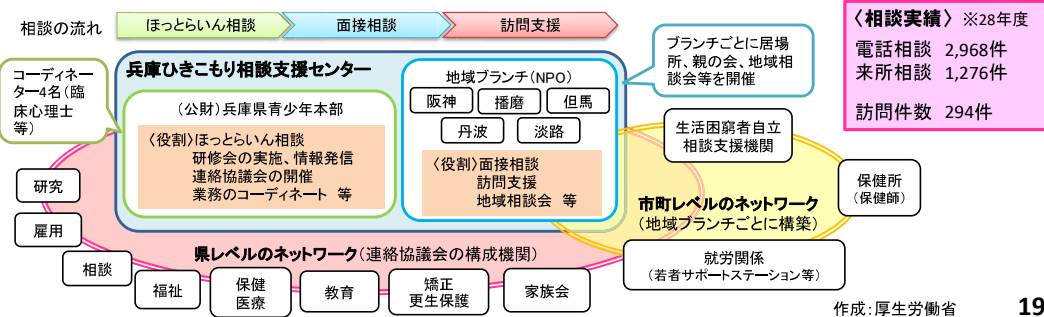 相談の流れ
ほっとらいん相談
面接相談
訪問支援
〈相談実績〉 ※28年度
電話相談 2,968件
来所相談 1,276件
訪問件数 294件
コーディネー
ター4名(臨
床心理士
等)
兵庫ひきこもり相談支援センター
(公財)兵庫県青少年本部
〈役割〉ほっとらいん相談
研修会の実施、情報発信
連絡協議会の開催
業務のコーディネート 等
地域ブランチ(NPO)
阪神
播磨
但馬
丹波
淡路
〈役割〉面接相談
訪問支援
地域相談会 等
ブランチごとに居場
所、親の会、地域相
談会等を開催
生活困窮者自立
相談支援機関
保健所
(保健師)
市町レベルのネットワーク
(地域ブランチごとに構築)
就労関係
(若者サポートステーション等)
県レベルのネットワーク(連絡協議会の構成機関)
研究
雇用
相談
福祉
保健
医療
教育
矯正
更生保護
家族会
作成:厚生労働省
19